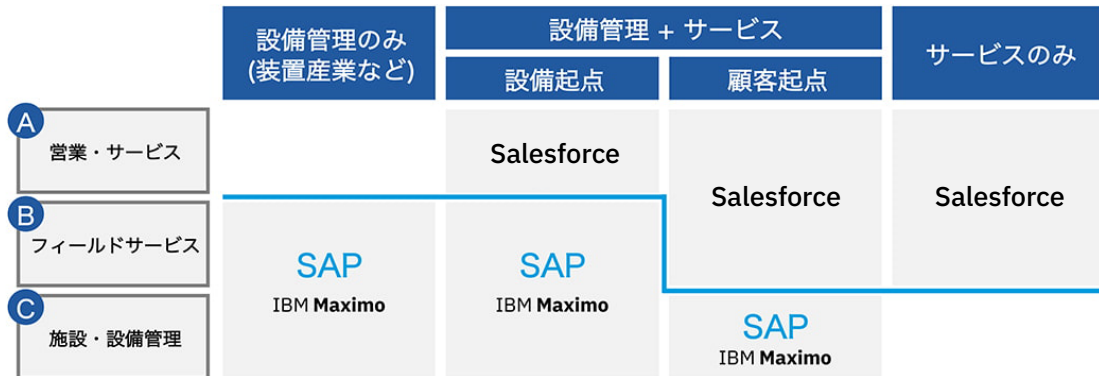 設備管理のみ
(装置産業など)
設備管理 + サービス
サービスのみ
設備起点
顧客起点
A
営業・サービス
Salesforce
Salesforce
Salesforce
B
フィールドサービス
SAP
IBM Maximo
SAP
IBM Maximo
C
施設・設備管理
SAP
IBM Maximo